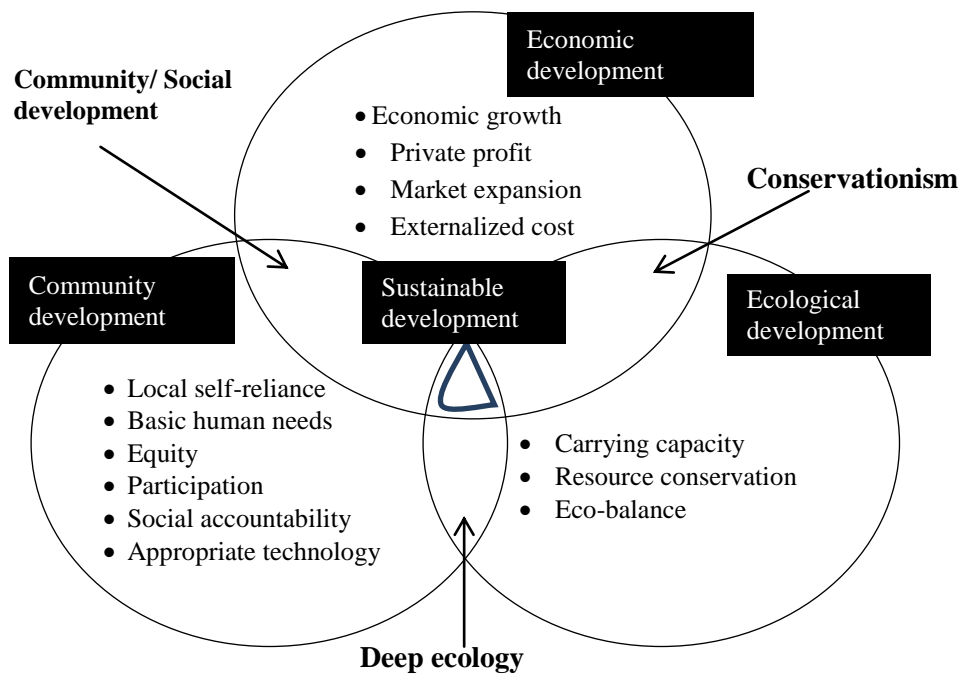 Economic
development
Community/ Social
development
• Economic growth
• Private profit
• Market expansion
• Externalized cost
Conservationism
Community
development
Sustainable
development
Ecological
development
• Local self-reliance
• Basic human needs
• Equity
• Participation
• Social accountability
• Appropriate technology
• Carrying capacity
• Resource conservation
• Eco-balance
Deep ecology